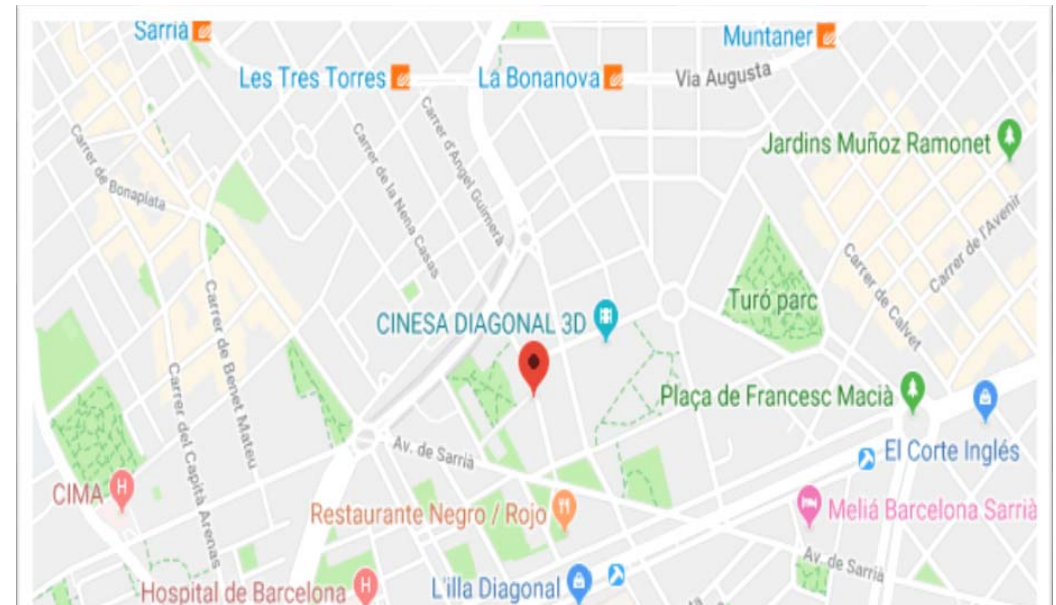 Sarrià
Muntaner
Les Tres Torres
La Bonanova
Via Augusta
Jardins Muñoz Ramonet
Carrer de Bonaplata
Carrer de la Nena Casas
Carrer d'Àngel Guimerà
Carrer de l'Avenir
Carrer de Calvet
Turó parc
CINESA DIAGONAL 3D
Carrer de Benet Mateu
Carrer del Capità Arenas
Plaça de Francesc Macià
Av. de Sarrià
El Corte Inglés
CIMA
H
Restaurante Negro / Rojo
Meliá Barcelona Sarrià
Av. de Sarrià
Hospital de Barcelona
H
L'illa Diagonal